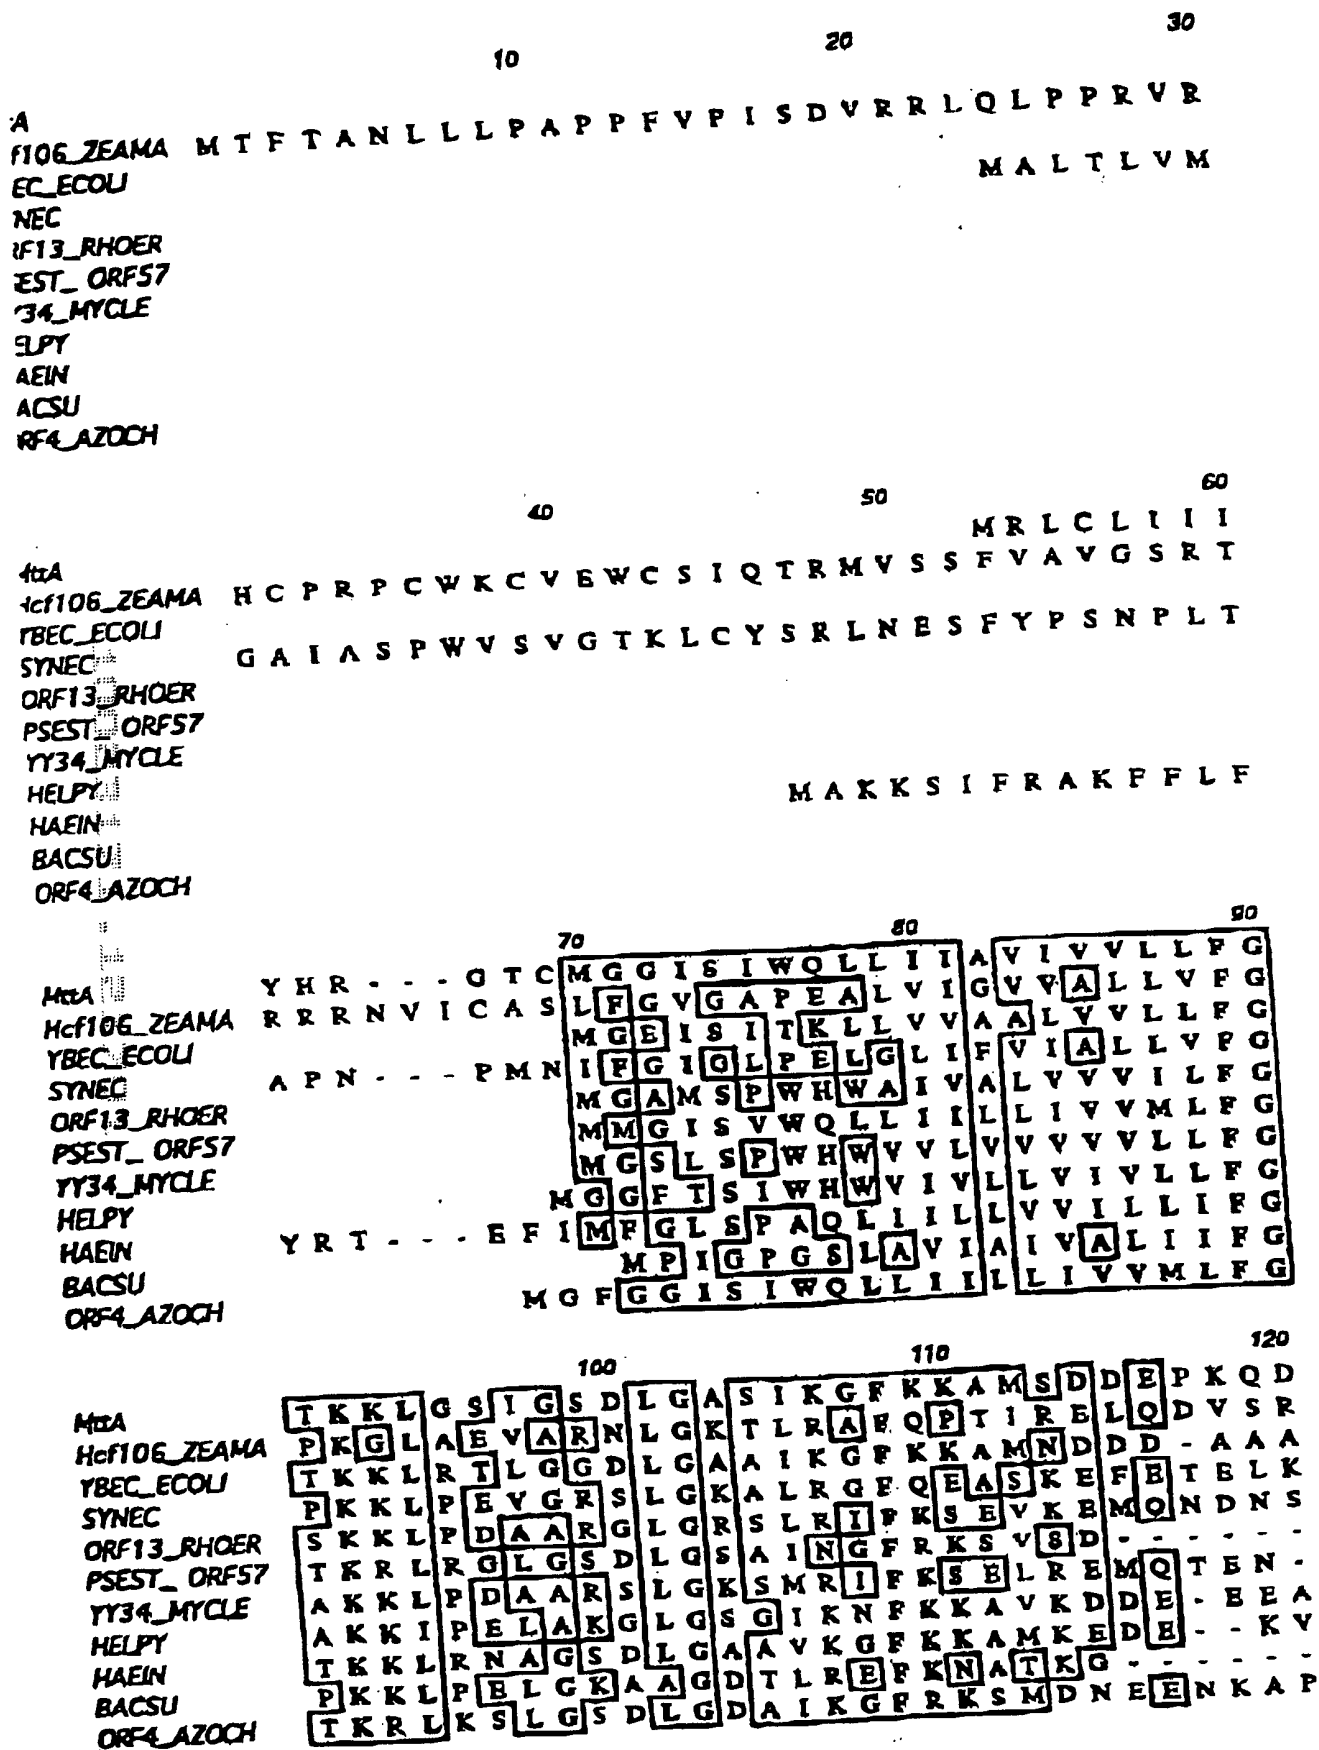 10 20 30
:A
f106_ZEAMA M T F T A N L L L P A P P F V P I S D V R R L Q L P P R V R
EC_ECOLI
NEC M A L T L V M
RF13_RHOER
EST_ ORF57
34_MYCLE
ELPY
AEIN
ACSU
RF4_AZOCH
40 50 60
MttA M R L C L I I I
Hcf106_ZEAMA H C P R P C W K C V E W C S I Q T R M V S S F V A V G S R T
YBEC_ECOLI
SYNEC G A I A S P W V S V G T K L C Y S R L N E S F Y P S N P L T
ORF13_RHOER
PSEST_ ORF57
YY34_MYCLE
HELPY
HAEIN M A K K S I F R A K F F L F
BACSU
ORF4_AZOCH
70 80 90
MttA Y H R - - - G T C M G G I S I W Q L L I I A V I V V L L F G
Hcf106_ZEAMA R R R N V I C A S L F G V G A P E A L V I G V V A L L V F G
YBEC_ECOLI M G E I S I T K L L V V A A L V V L L F G
SYNEC A P N - - - P M N I F G I G L P E L G L I F V I A L L V F G
ORF13_RHOER M G A M S P W H W A I V A L V V V I L F G
PSEST_ ORF57 M M G I S V W Q L L I I L L I V V M L F G
YY34_MYCLE M G S L S P W H W V V L V V V V V L L F G
HELPY M G G F T S I W H W V I V L L V I V L L F G
HAEIN Y R T - - - E F I M F G L S P A Q L I I L L V V I L L I F G
BACSU M P I G P G S L A V I A I V A L I I F G
ORF4_AZOCH M G F G G I S I W Q L L I I L L I V V M L F G
100 110 120
MttA T K K L G S I G S D L G A S I K G F K K A M S D D E P K Q D
Hcf106_ZEAMA P K G L A E V A R N L G K T L R A F Q P T I R E L Q D V S R
YBEC_ECOLI T K K L R T L G G D L G A A I K G F K K A M N D D D - A A A
SYNEC P K K L P E V G R S L G K A L R G F Q E A S K E F E T E L K
ORF13_RHOER S K K L P D A A R G L G R S L R I F K S E V K E M Q N D N S
PSEST_ ORF57 T K R L R G L G S D L G S A I N G F R K S V S D - - - - - -
YY34_MYCLE A K K L P D A A R S L G K S M R I F K S E L R E M Q T E N -
HELPY A K K I P E L A K G L G S G I K N F K K A V K D D E - E E A
HAEIN T K K L R N A G S D L G A A V K G F K K A M K E D E - - K V
BACSU P K K L P E L G K A A G D T L R E F K N A T K G - - - - - -
ORF4_AZOCH T K R L K S L G S D L G D A I K G F R K S M D N E E N K A P